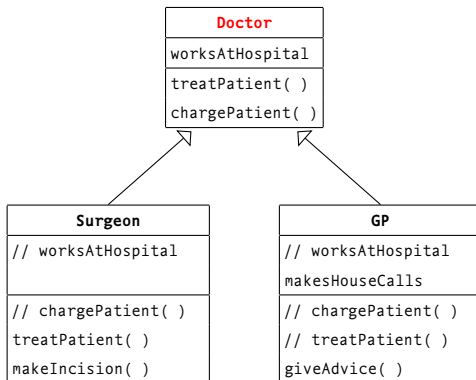 Doctor
worksAtHospital
treatPatient( )
chargePatient( )
Surgeon
// worksAtHospital
// chargePatient( )
treatPatient( )
makeIncision( )
GP
// worksAtHospital
makesHouseCalls
// chargePatient( )
// treatPatient( )
giveAdvice( )